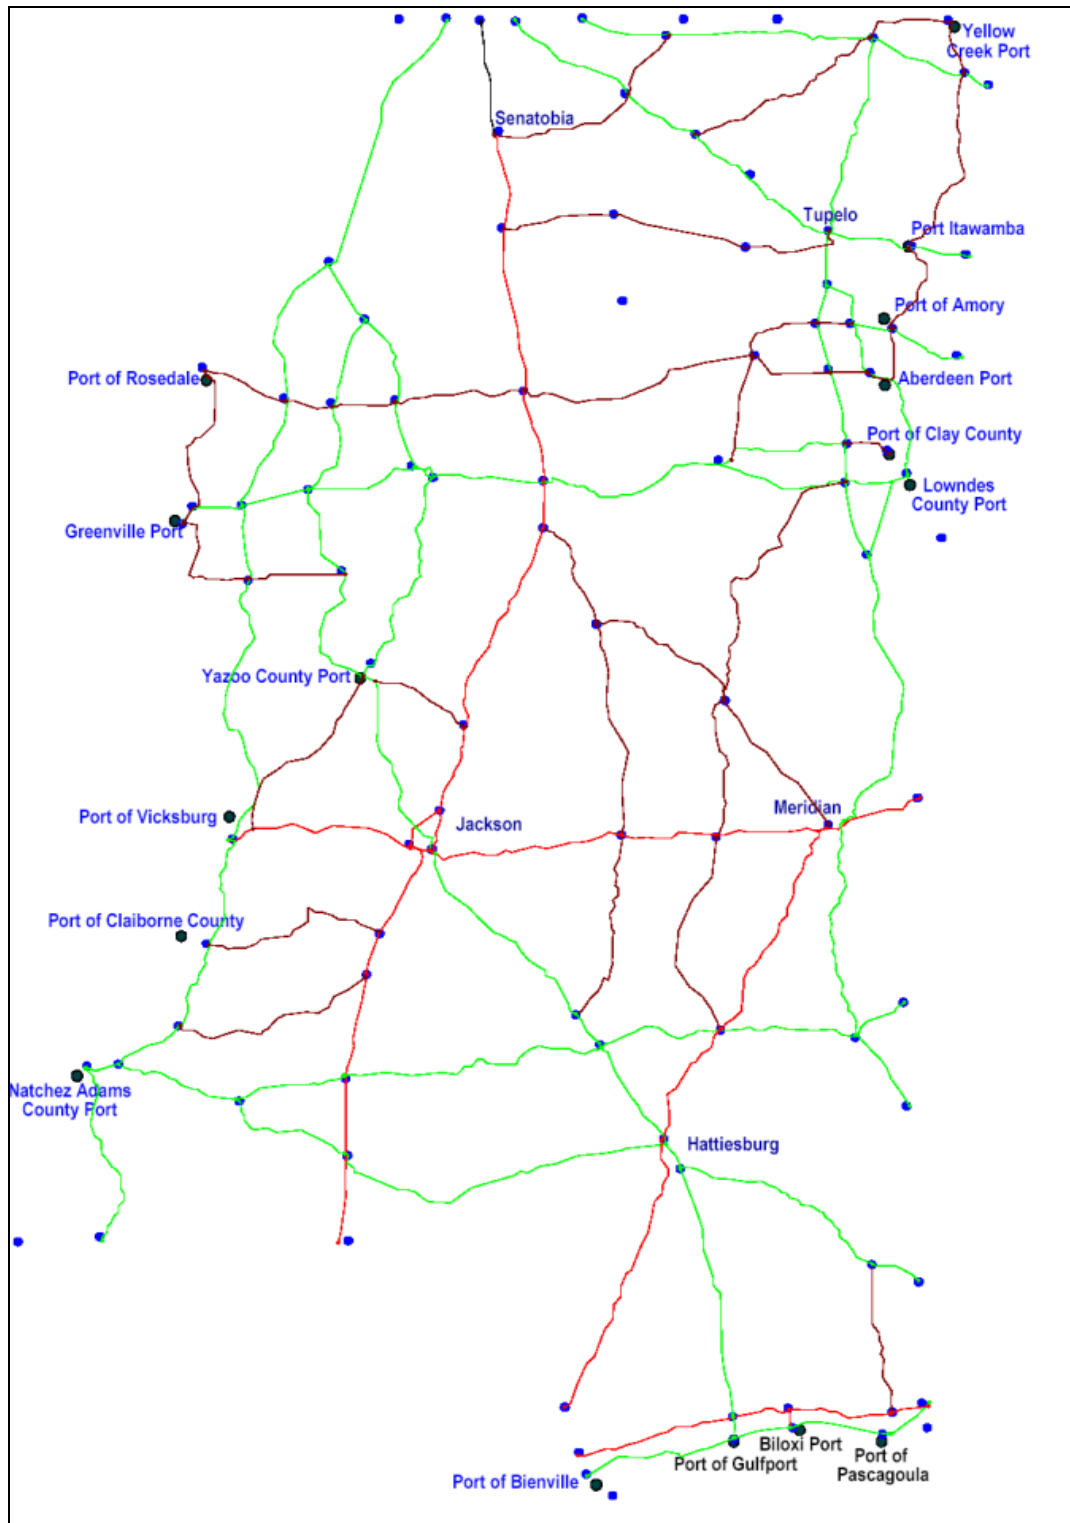 Yellow
Creek Port
Senatobia
Tupelo
Port Itawamba
Port of Amory
Port of Rosedale
Aberdeen Port
Port of Clay County
Lowndes
County Port
Greenville Port
Yazoo County Port
Port of Vicksburg
Jackson
Meridian
Port of Claiborne County
Natchez Adams
County Port
Hattiesburg
Biloxi Port
Port of Gulfport
Port of
Pascagoula
Port of Bienville